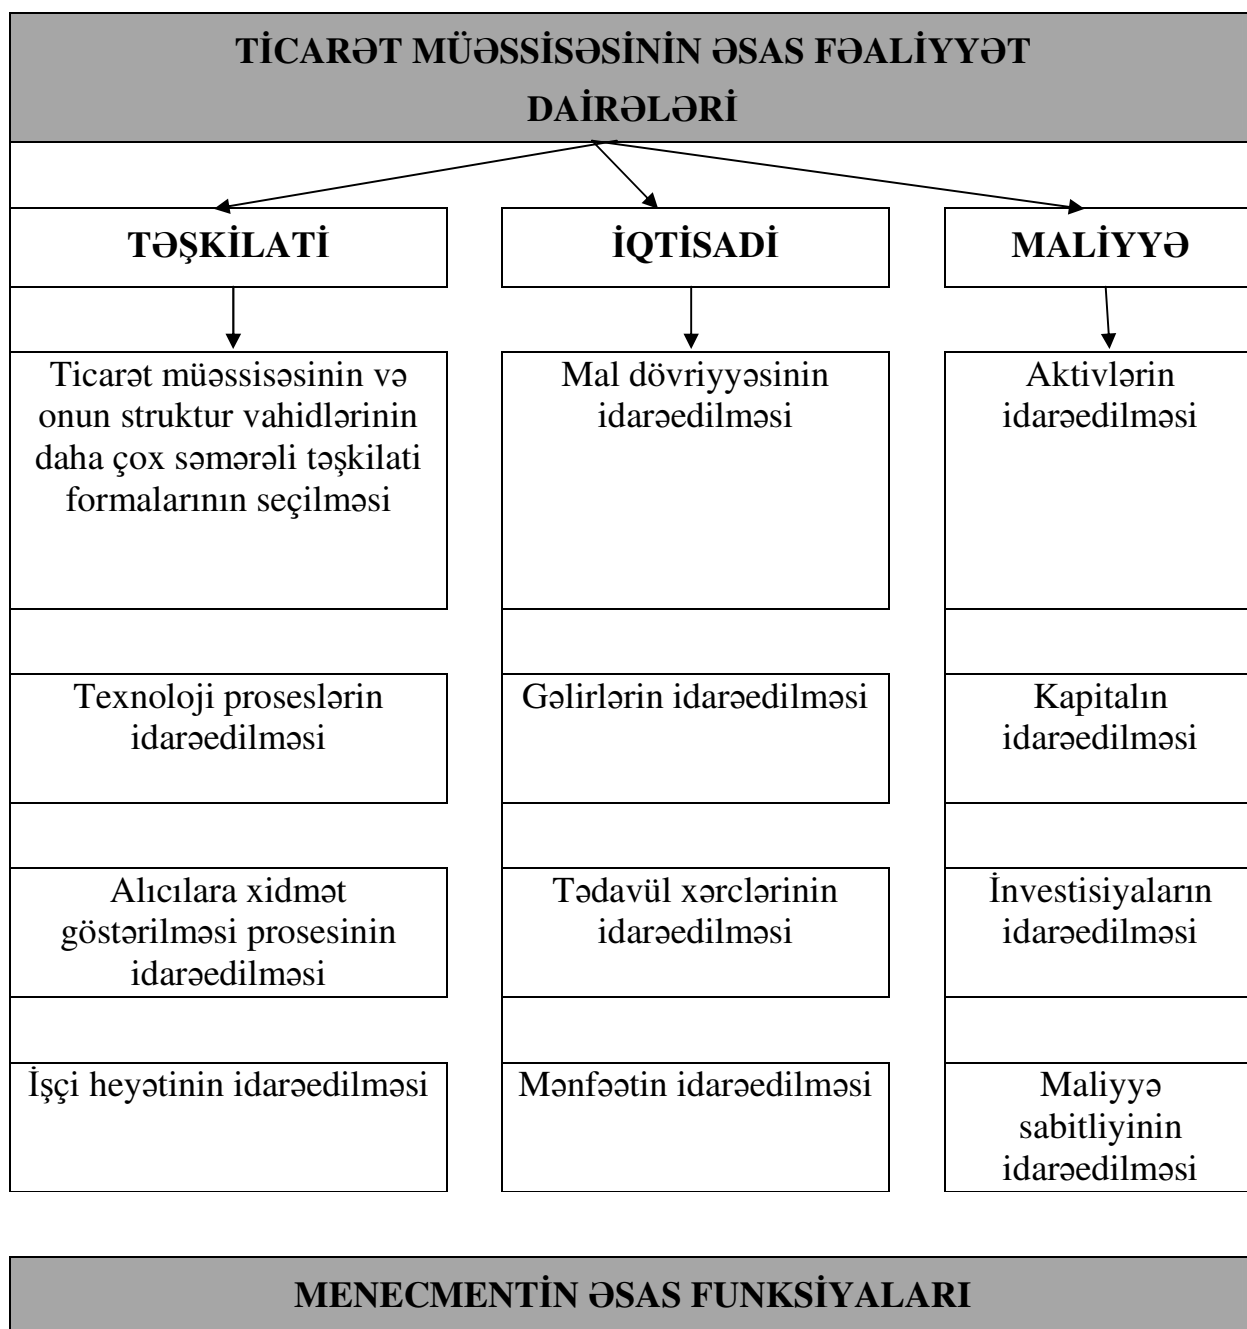 TİCARƏT MÜƏSSİSƏSİNİN ƏSAS FƏALİYYƏT
DAİRƏLƏRİ
TƏŞKİLATİ
İQTİSADİ
MALİYYƏ
Ticarət müəssisəsinin və
onun struktur vahidlərinin
daha çox səmərəli təşkilati
formalarının seçilməsi
Mal dövriyyəsinin
idarəedilməsi
Aktivlərin
idarəedilməsi
Texnoloji proseslərin
idarəedilməsi
Gəlirlərin idarəedilməsi
Kapitalın
idarəedilməsi
Alıcılara xidmət
göstərilməsi prosesinin
idarəedilməsi
Tədavül xərclərinin
idarəedilməsi
İnvestisiyaların
idarəedilməsi
İşçi heyətinin idarəedilməsi
Mənfəətin idarəedilməsi
Maliyyə
sabitliyinin
idarəedilməsi
MENECMENTİN ƏSAS FUNKSİYALARI